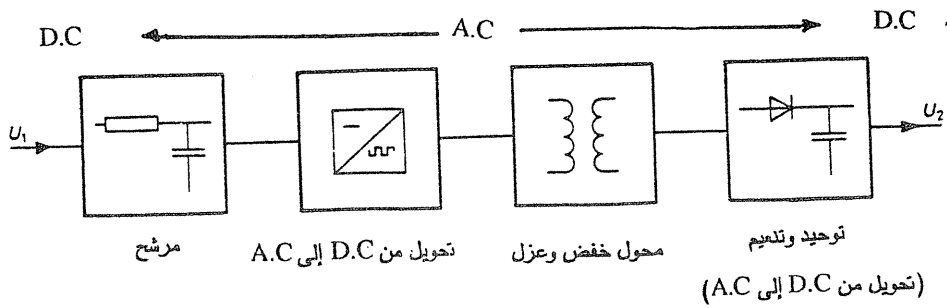 D.C A.C D.C
U1 U2
مرشح
تحويل من D.C إلى A.C
محول خفض وعزل
توحيد وتنعيم
(تحويل من D.C إلى A.C)